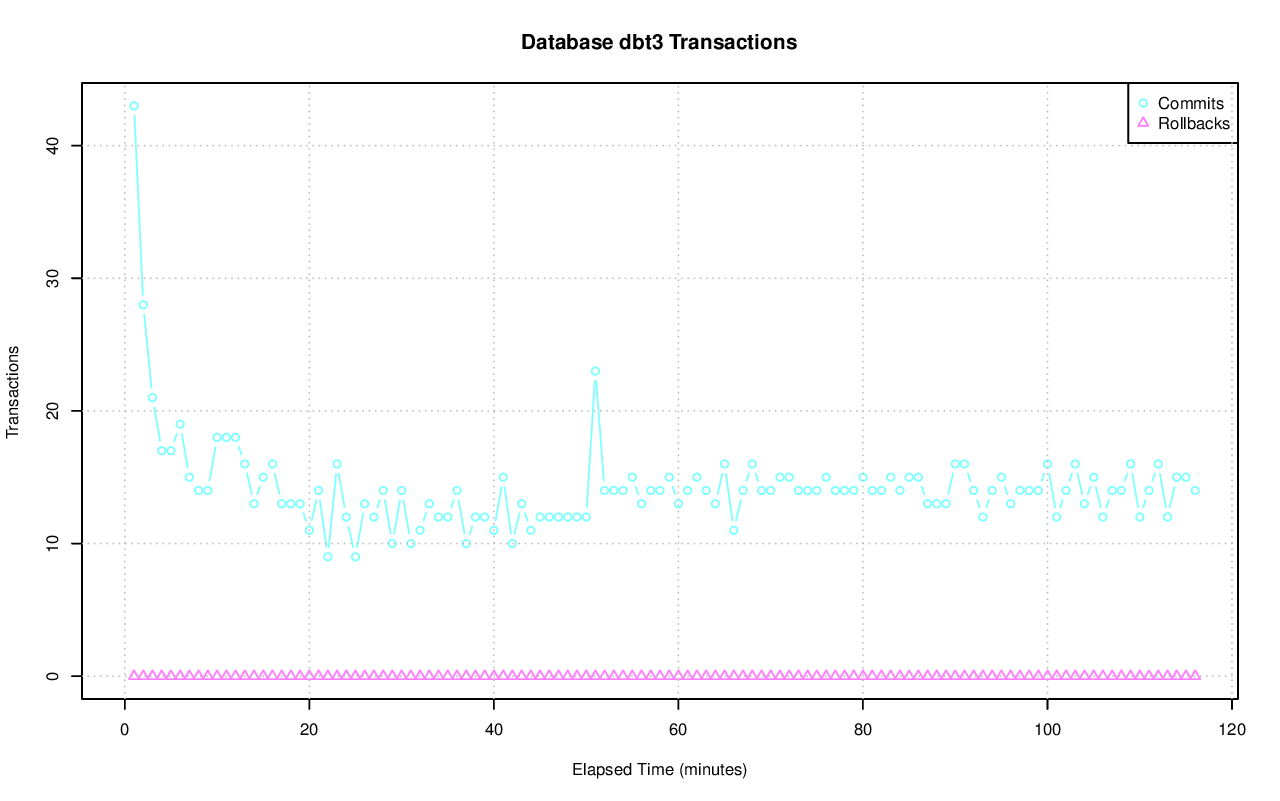 Database dbt3 Transactions
Commits
Rollbacks
Transactions
40
30
20
10
0
0 20 40 60 80 100 120
Elapsed Time (minutes)